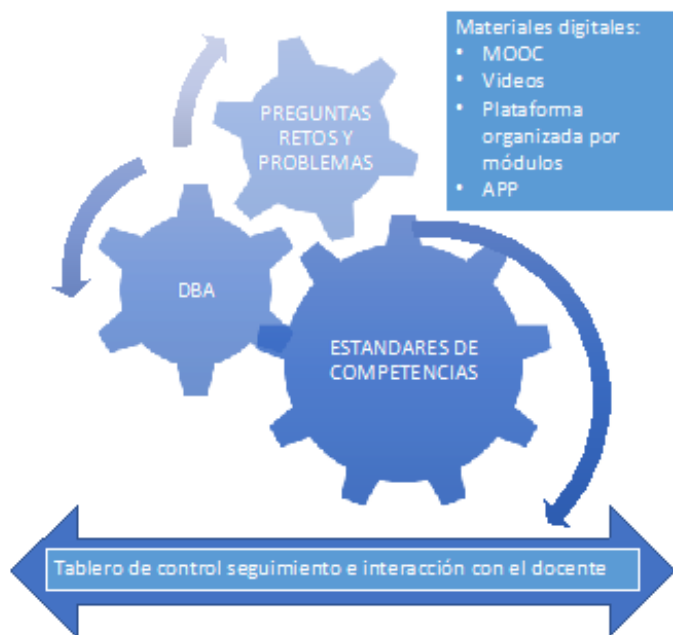 Materiales digitales:
• MOOC
• Videos
• Plataforma
organizada por
módulos
• APP
PREGUNTAS
RETOS Y
PROBLEMAS
DBA
ESTANDARES DE
COMPETENCIAS
Tablero de control seguimiento e interacción con el docente